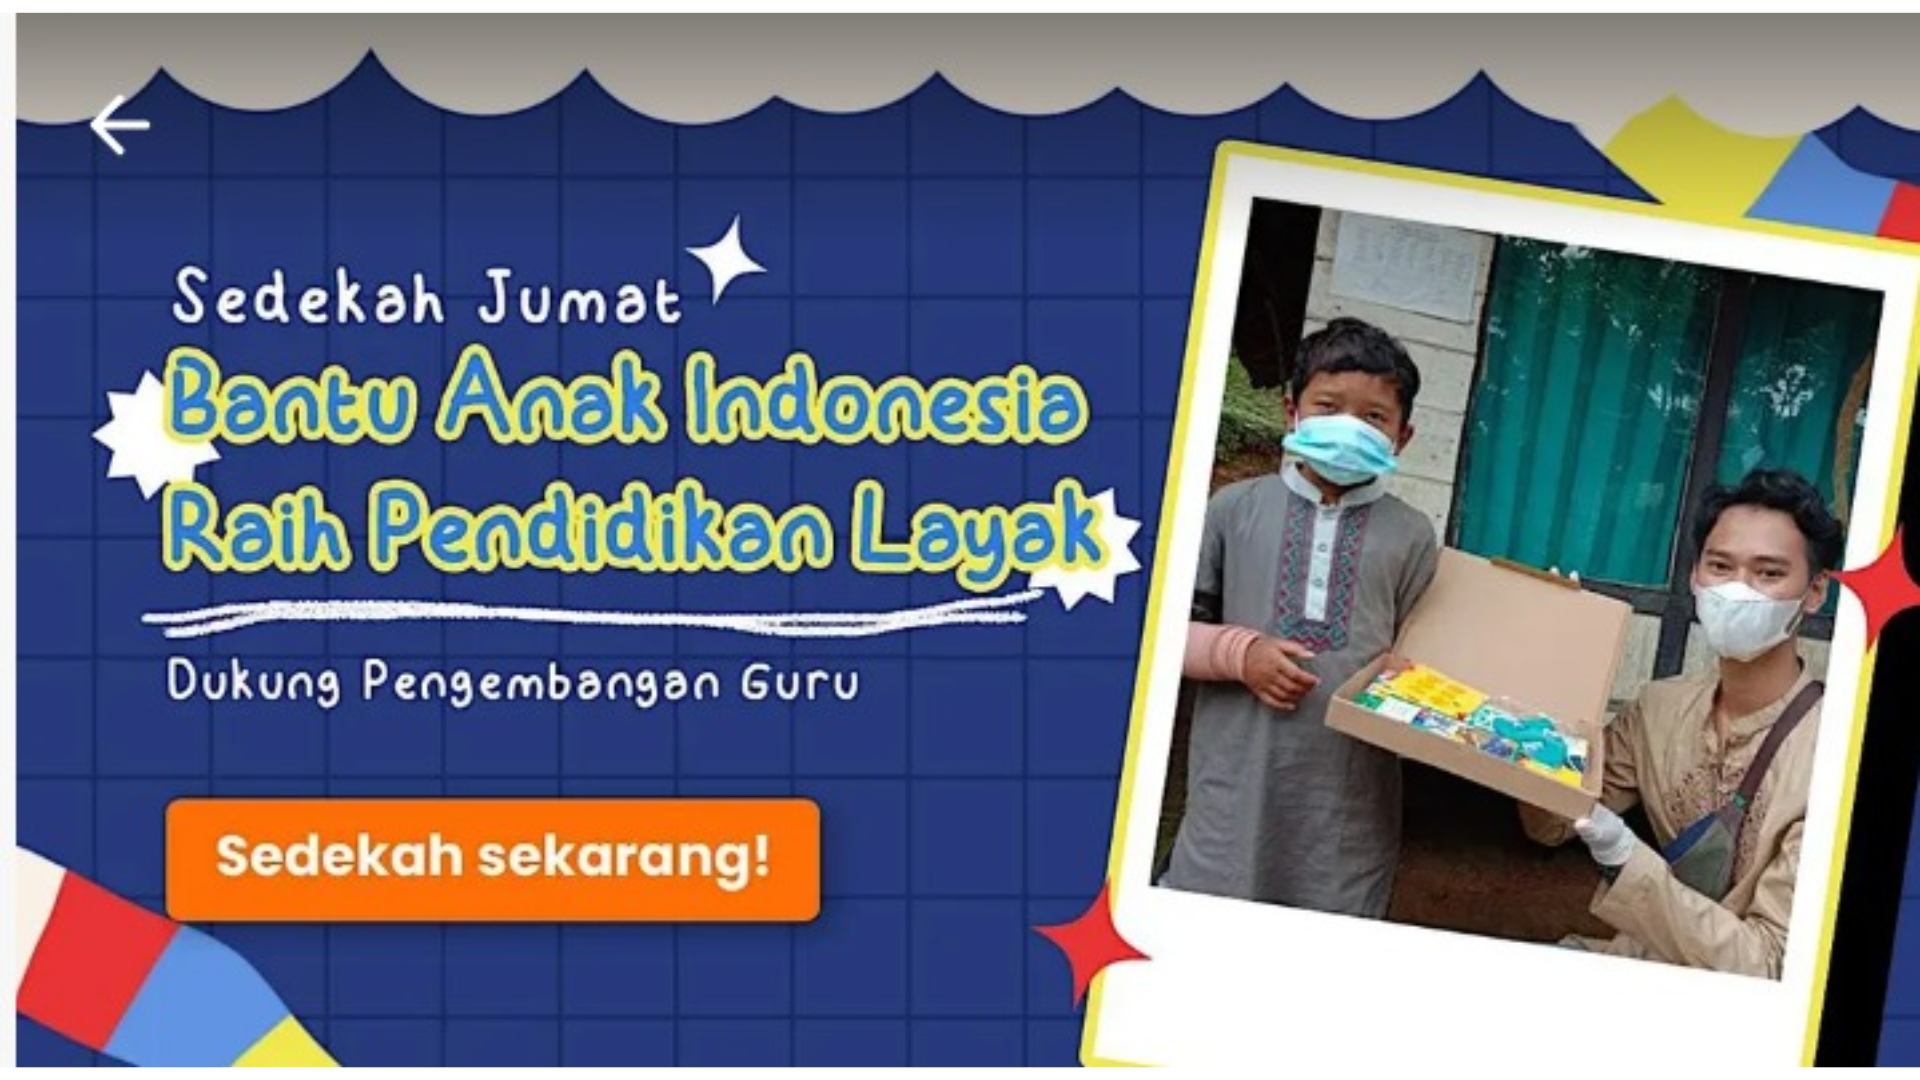 Sedekah Jumat
Bantu Anak Indonesia
Raih Pendidikan Layak
Dukung Pengembangan Guru
Sedekah sekarang!